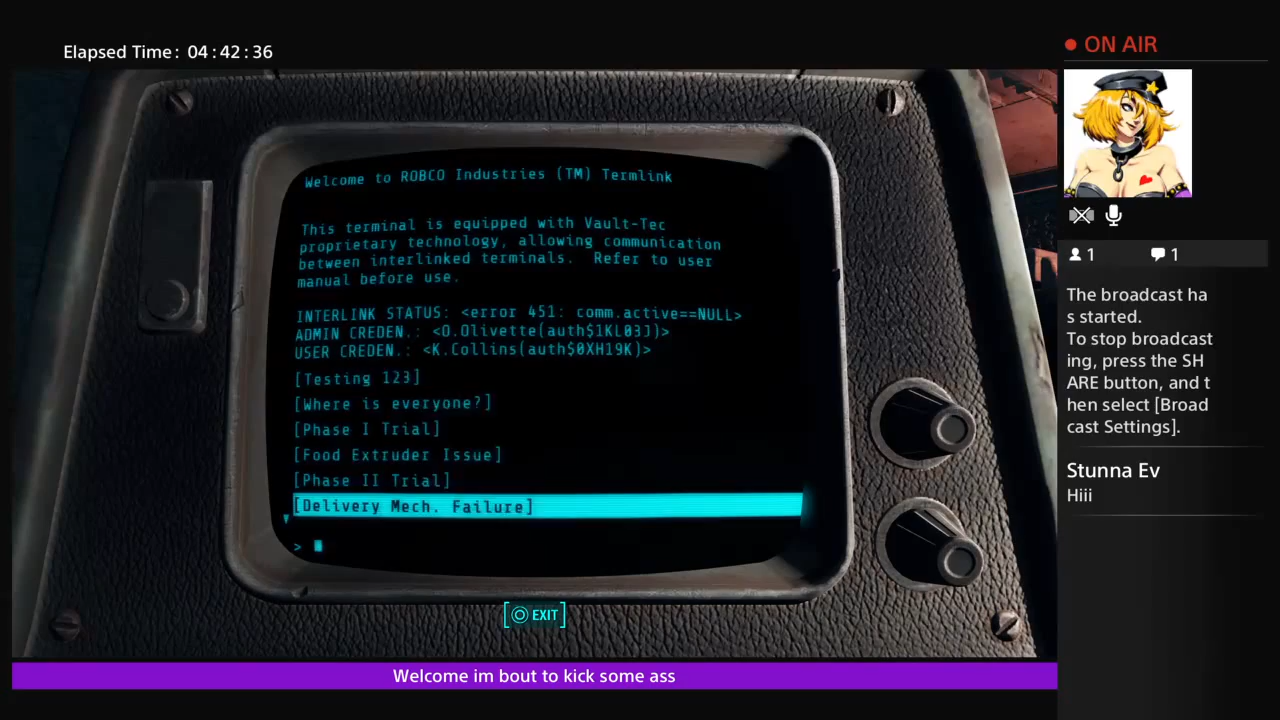 Elapsed Time: 04:42:36
ON AIR
Welcome to ROBCO Industries (TM) Termlink
This terminal is equipped with Vault-Tec
proprietary technology, allowing communication
between interlinked terminals. Refer to user
manual before use.
INTERLINK STATUS: <error 451: comm.active==NULL>
ADMIN CREDEN.: <O.Olivette(auth$1KL03J)>
USER CREDEN.: <K.Collins(auth$0XH19K)>
[Testing 123]
[Where is everyone?]
[Phase I Trial]
[Food Extruder Issue]
[Phase II Trial]
[Delivery Mech. Failure]
>
[EXIT]
Welcome im bout to kick some ass
1 1
The broadcast ha
s started.
To stop broadcast
ing, press the SH
ARE button, and t
hen select [Broad
cast Settings].
Stunna Ev
Hiii